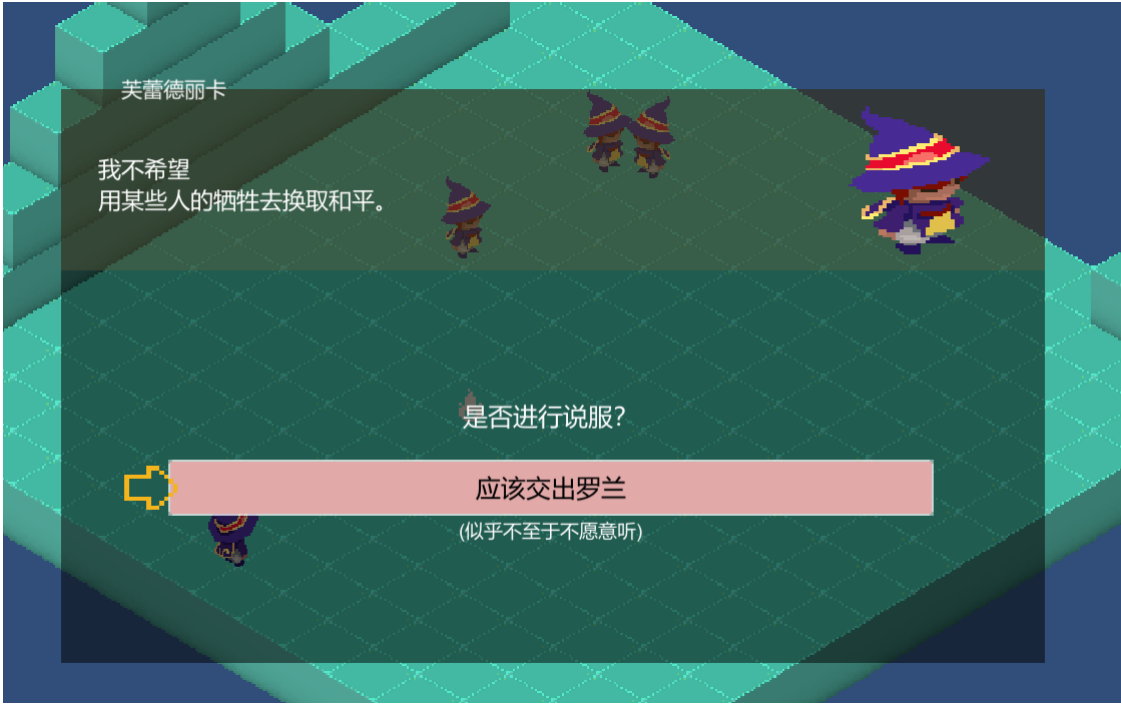 芙蕾德丽卡
我不希望
用某些人的牺牲去换取和平。
是否进行说服？
应该交出罗兰
(似乎不至于不愿意听)